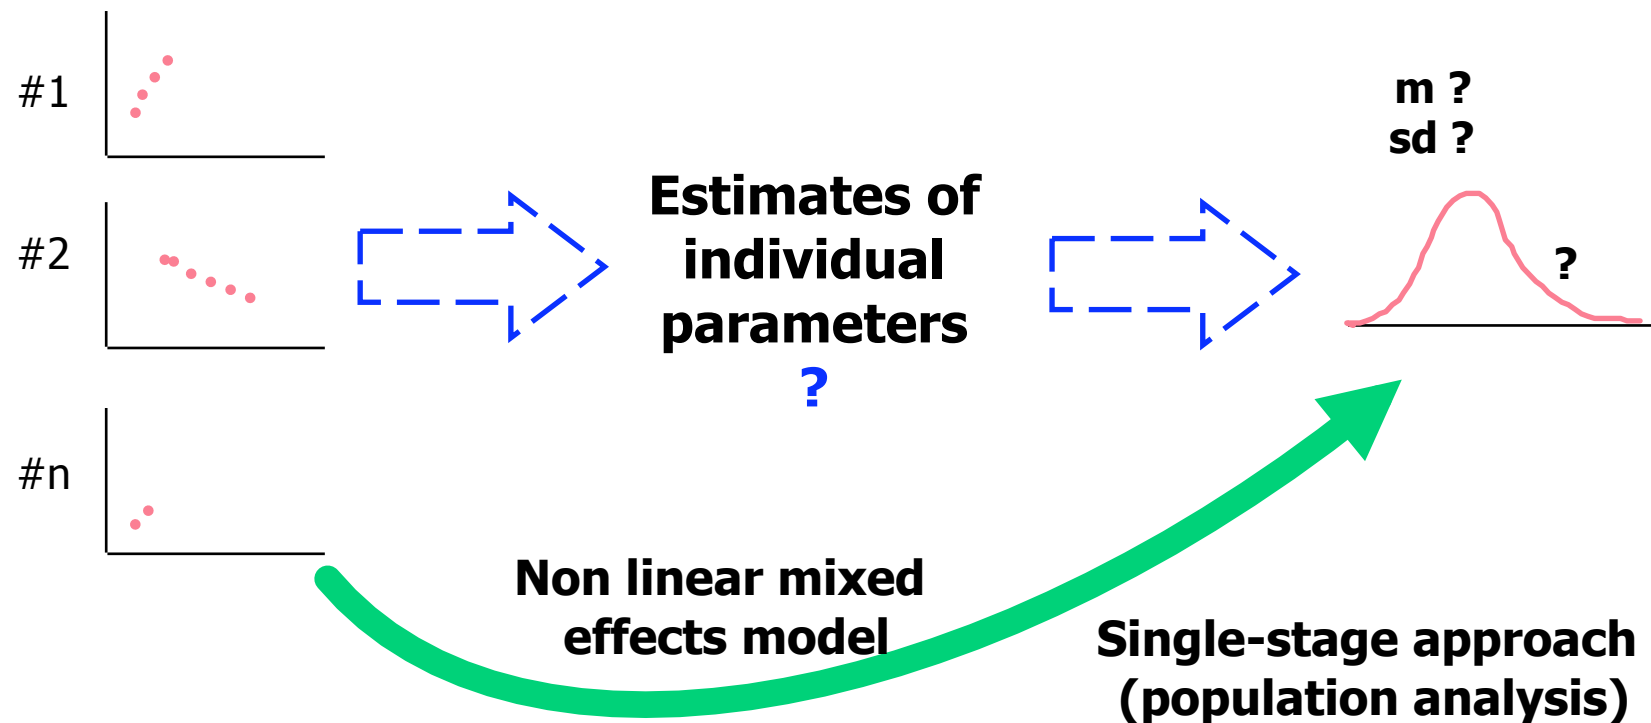 #1
#2
#n
Estimates of
individual
parameters
?
m ?
sd ?
?
Non linear mixed
effects model
Single-stage approach
(population analysis)